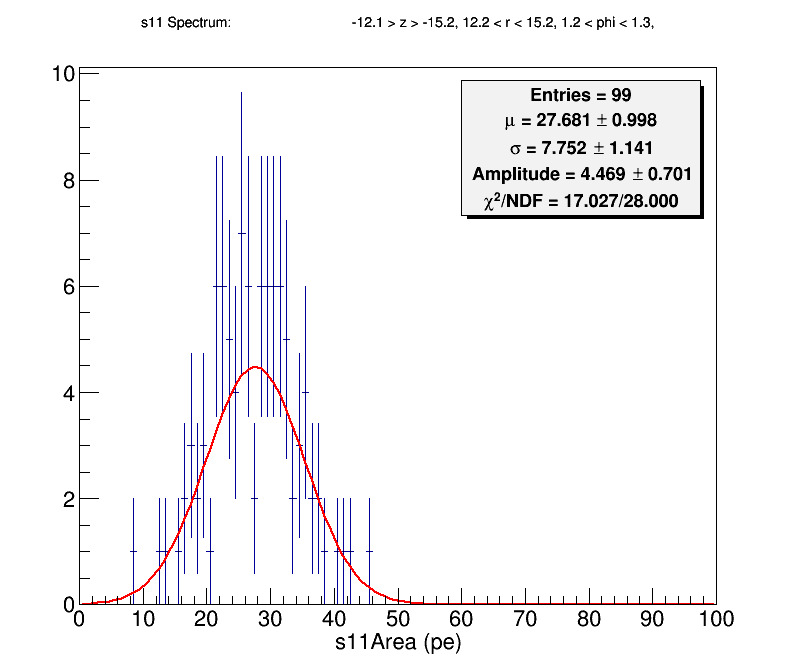 s11 Spectrum: -12.1 > z > -15.2, 12.2 < r < 15.2, 1.2 < phi < 1.3,
Entries = 99
μ = 27.681 ± 0.998
σ = 7.752 ± 1.141
Amplitude = 4.469 ± 0.701
χ²/NDF = 17.027/28.000
10
8
6
4
2
0
0 10 20 30 40 50 60 70 80 90 100
s11Area (pe)